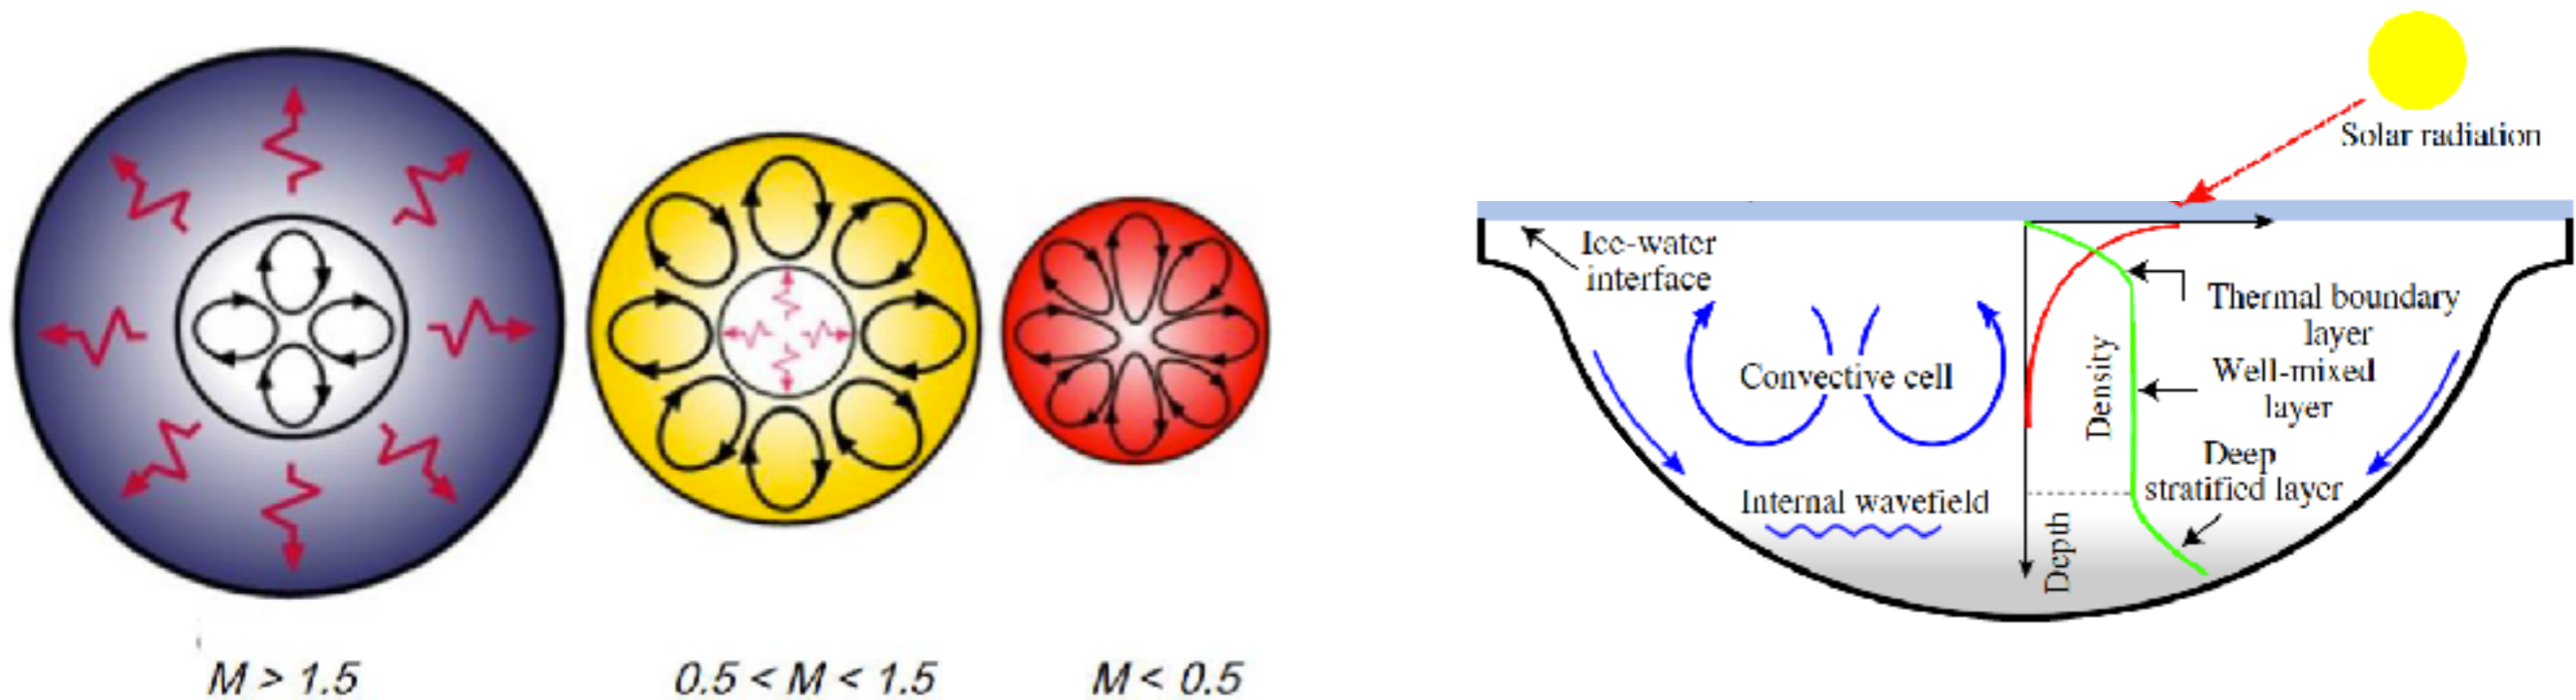 Solar radiation
Ice-water
interface
Thermal boundary
layer
Convective cell
Density
Well-mixed
layer
Deep
stratified layer
Internal wavefield
Depth
M > 1.5
0.5 < M < 1.5
M < 0.5